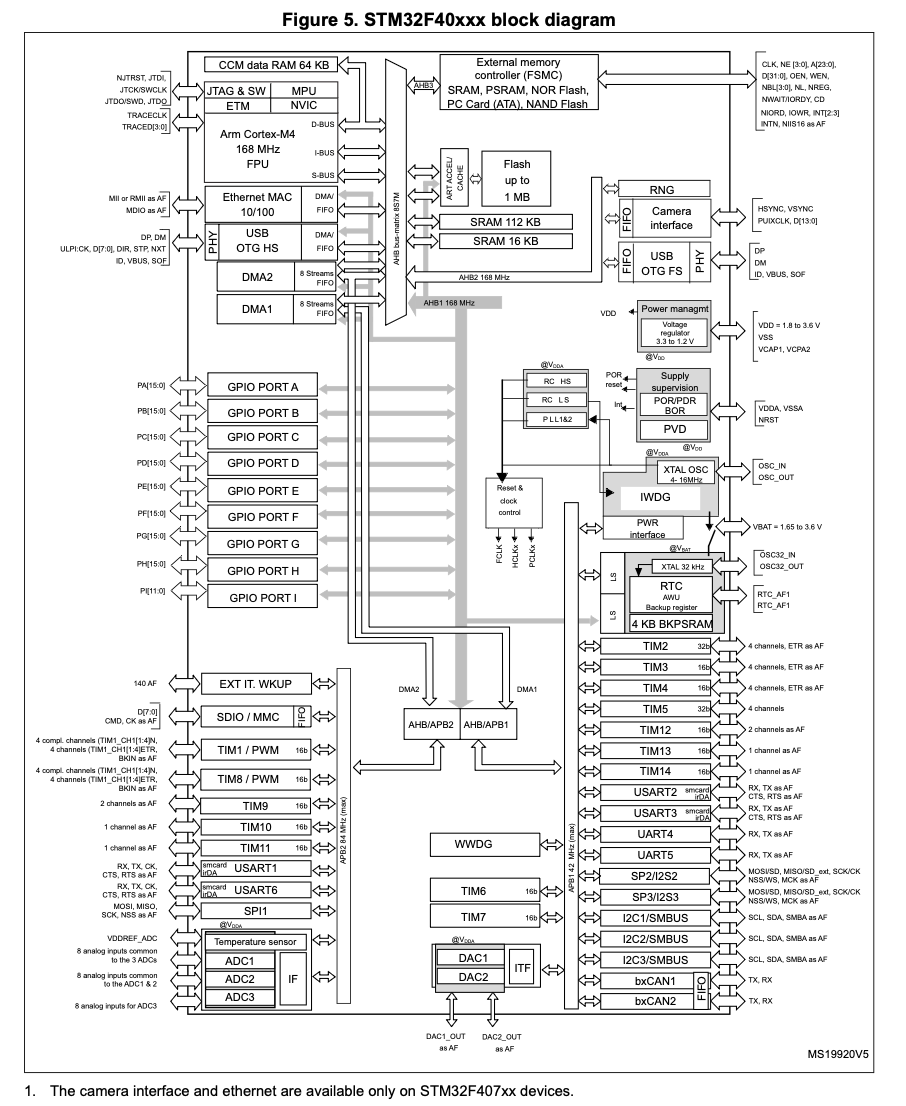 Figure 5. STM32F40xxx block diagram
CCM data RAM 64 KB
External memory
controller (FSMC)
SRAM, PSRAM, NOR Flash,
PC Card (ATA), NAND Flash
AHB3
CLK, NE [3:0], A[23:0],
D[31:0], OEN, WEN,
NBL[3:0], NL, NREG,
NWAIT/IORDY, CD
NIORD, IOWR, INT[2:3]
INTN, NIIS16 as AF
NJTRST, JTDI,
JTCK/SWCLK
JTDO/SWD, JTDO
TRACECLK
TRACED[3:0]
JTAG & SW
MPU
ETM
NVIC
Arm Cortex-M4
168 MHz
FPU
D-BUS
I-BUS
S-BUS
ART ACCEL/
CACHE
Flash
up to
1 MB
SRAM 112 KB
SRAM 16 KB
AHB bus-matrix 8S7M
MII or RMII as AF
MDIO as AF
Ethernet MAC
10/100
DMA/
FIFO
DP, DM
ULPI:CK, D[7:0], DIR, STP, NXT
ID, VBUS, SOF
PHY
USB
OTG HS
DMA/
FIFO
DMA2
8 Streams
FIFO
DMA1
8 Streams
FIFO
AHB2 168 MHz
AHB1 168 MHz
RNG
FIFO
Camera
interface
HSYNC, VSYNC
PUIXCLK, D[13:0]
FIFO
USB
OTG FS
PHY
DP
DM
ID, VBUS, SOF
VDD
Power managmt
Voltage
regulator
3.3 to 1.2 V
@VDD
VDD = 1.8 to 3.6 V
VSS
VCAP1, VCPA2
@VDDA
RC HS
RC LS
PLL1&2
POR
reset
Int
Supply
supervision
POR/PDR
BOR
PVD
VDDA, VSSA
NRST
@VDDA
@VDD
XTAL OSC
4- 16MHz
OSC_IN
OSC_OUT
IWDG
PWR
interface
VBAT = 1.65 to 3.6 V
@VBAT
Reset &
clock
control
FCLK
HCLKx
PCLKx
LS
LS
XTAL 32 kHz
OSC32_IN
OSC32_OUT
RTC
AWU
Backup register
RTC_AF1
RTC_AF1
4 KB BKPSRAM
PA[15:0]
GPIO PORT A
PB[15:0]
GPIO PORT B
PC[15:0]
GPIO PORT C
PD[15:0]
GPIO PORT D
PE[15:0]
GPIO PORT E
PF[15:0]
GPIO PORT F
PG[15:0]
GPIO PORT G
PH[15:0]
GPIO PORT H
PI[11:0]
GPIO PORT I
DMA2
DMA1
AHB/APB2
AHB/APB1
140 AF
EXT IT. WKUP
D[7:0]
CMD, CK as AF
SDIO / MMC
FIFO
4 compl. channels (TIM1_CH1[1:4]N,
4 channels (TIM1_CH1[1:4]ETR,
BKIN as AF
TIM1 / PWM
16b
4 compl. channels (TIM1_CH1[1:4]N,
4 channels (TIM1_CH1[1:4]ETR,
BKIN as AF
TIM8 / PWM
16b
2 channels as AF
TIM9
16b
1 channel as AF
TIM10
16b
1 channel as AF
TIM11
16b
RX, TX, CK,
CTS, RTS as AF
smcard
irDA
USART1
RX, TX, CK,
CTS, RTS as AF
smcard
irDA
USART6
MOSI, MISO,
SCK, NSS as AF
SPI1
APB2 84 MHz (max)
@VDDA
VDDREF_ADC
Temperature sensor
8 analog inputs common
to the 3 ADCs
ADC1
8 analog inputs common
to the ADC1 & 2
ADC2
8 analog inputs for ADC3
ADC3
IF
WWDG
TIM6
16b
TIM7
16b
@VDDA
DAC1
DAC2
ITF
DAC1_OUT
as AF
DAC2_OUT
as AF
APB1 42 MHz (max)
TIM2
32b
4 channels, ETR as AF
TIM3
16b
4 channels, ETR as AF
TIM4
16b
4 channels, ETR as AF
TIM5
32b
4 channels
TIM12
16b
2 channels as AF
TIM13
16b
1 channel as AF
TIM14
16b
1 channel as AF
USART2
smcard
irDA
RX, TX as AF
CTS, RTS as AF
USART3
smcard
irDA
RX, TX as AF
CTS, RTS as AF
UART4
RX, TX as AF
UART5
RX, TX as AF
SP2/I2S2
MOSI/SD, MISO/SD_ext, SCK/CK
NSS/WS, MCK as AF
SP3/I2S3
MOSI/SD, MISO/SD_ext, SCK/CK
NSS/WS, MCK as AF
I2C1/SMBUS
SCL, SDA, SMBA as AF
I2C2/SMBUS
SCL, SDA, SMBA as AF
I2C3/SMBUS
SCL, SDA, SMBA as AF
bxCAN1
TX, RX
bxCAN2
TX, RX
FIFO
MS19920V5
1. The camera interface and ethernet are available only on STM32F407xx devices.